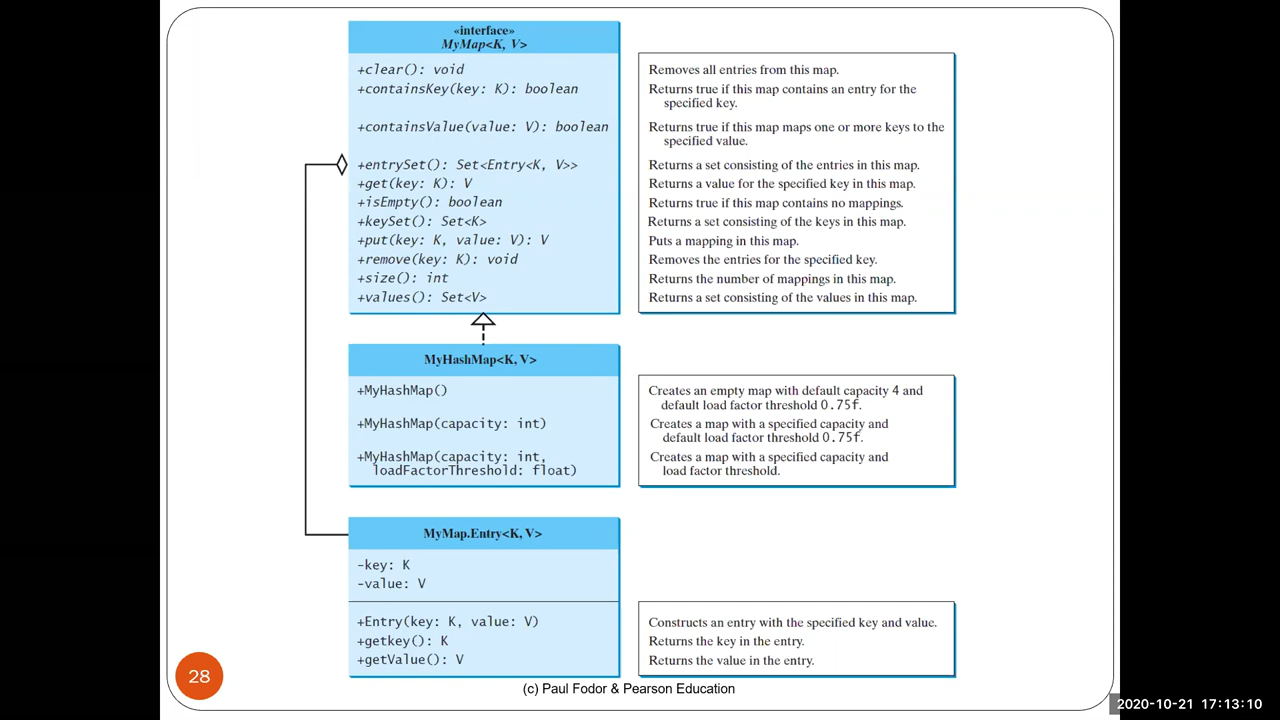 «interface»
MyMap<K, V>
+clear(): void
Removes all entries from this map.
+containsKey(key: K): boolean
Returns true if this map contains an entry for the
specified key.
+containsValue(value: V): boolean
Returns true if this map maps one or more keys to the
specified value.
+entrySet(): Set<Entry<K, V>>
Returns a set consisting of the entries in this map.
+get(key: K): V
Returns a value for the specified key in this map.
+isEmpty(): boolean
Returns true if this map contains no mappings.
+keySet(): Set<K>
Returns a set consisting of the keys in this map.
+put(key: K, value: V): V
Puts a mapping in this map.
+remove(key: K): void
Removes the entries for the specified key.
+size(): int
Returns the number of mappings in this map.
+values(): Set<V>
Returns a set consisting of the values in this map.
MyHashMap<K, V>
+MyHashMap()
Creates an empty map with default capacity 4 and
default load factor threshold 0.75f.
+MyHashMap(capacity: int)
Creates a map with a specified capacity and
default load factor threshold 0.75f.
+MyHashMap(capacity: int,
loadFactorThreshold: float)
Creates a map with a specified capacity and
load factor threshold.
MyMap.Entry<K, V>
-key: K
-value: V
+Entry(key: K, value: V)
Constructs an entry with the specified key and value.
+getkey(): K
Returns the key in the entry.
+getValue(): V
Returns the value in the entry.
28
(c) Paul Fodor & Pearson Education
2020-10-21 17:13:10